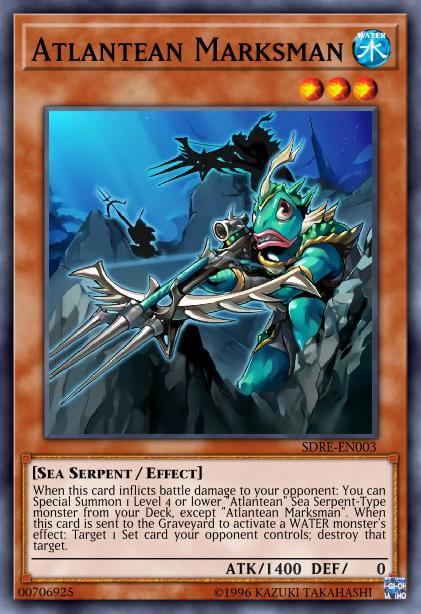 Atlantean Marksman
WATER
水
SDRE-EN003
[Sea Serpent / Effect]
When this card inflicts battle damage to your opponent: You can
Special Summon 1 Level 4 or lower "Atlantean" Sea Serpent-Type
monster from your Deck, except "Atlantean Marksman". When
this card is sent to the Graveyard to activate a WATER monster's
effect: Target 1 Set card your opponent controls; destroy that
target.
ATK/1400 DEF/ 0
00706925
©1996 KAZUKI TAKAHASHI